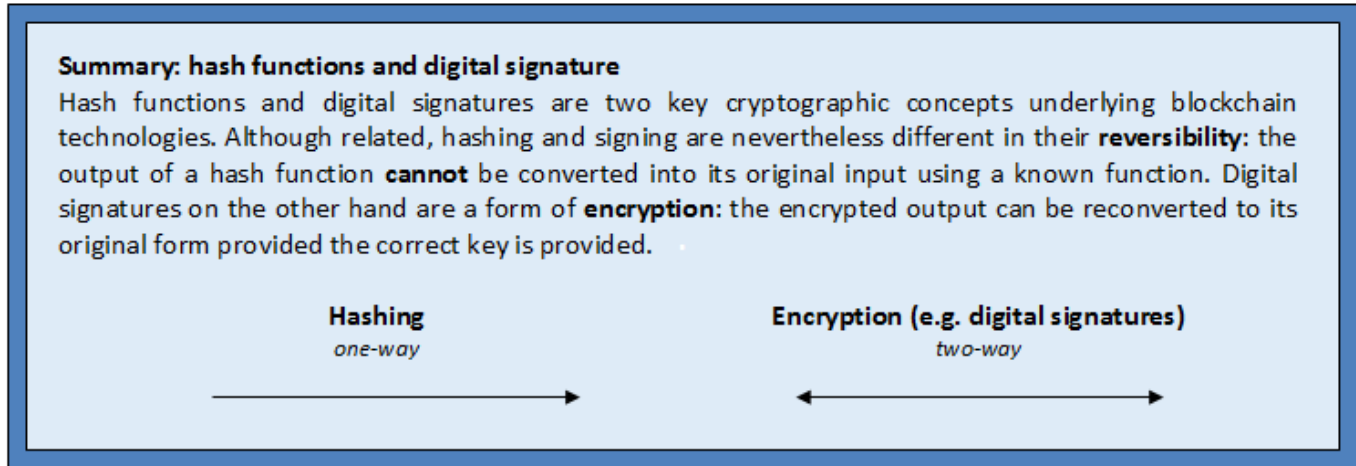 Summary: hash functions and digital signature
Hash functions and digital signatures are two key cryptographic concepts underlying blockchain
technologies. Although related, hashing and signing are nevertheless different in their reversibility: the
output of a hash function cannot be converted into its original input using a known function. Digital
signatures on the other hand are a form of encryption: the encrypted output can be reconverted to its
original form provided the correct key is provided.
Hashing
one-way
Encryption (e.g. digital signatures)
two-way